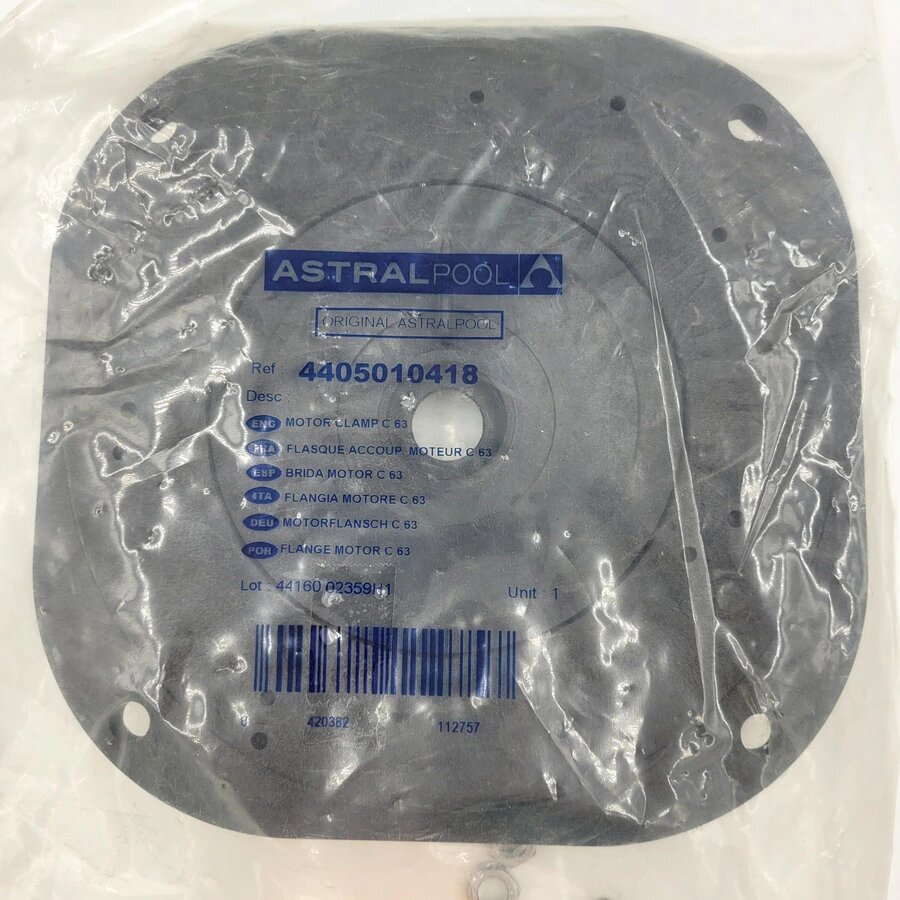 ASTRALPOOL
ORIGINAL ASTRALPOOL
Ref : 4405010418
Desc
ENG MOTOR CLAMP C 63
FRA FLASQUE ACCOUP. MOTEUR C 63
ESP BRIDA MOTOR C 63
ITA FLANGIA MOTORE C 63
DEU MOTORFLANSCH C 63
POR FLANGE MOTOR C 63
Lot : 44160 02359H1 Unit : 1
8 420382 112757